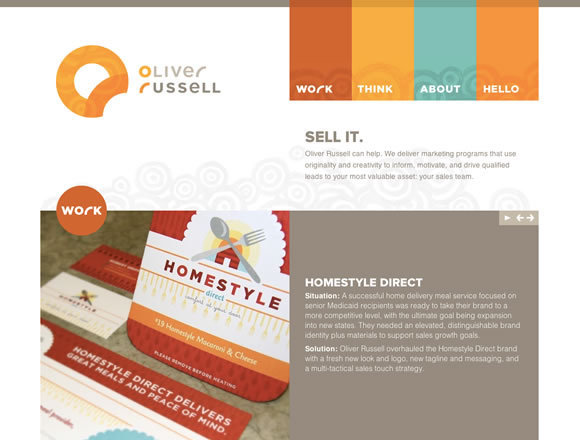 OLIVer
russell
WOrK
THINK
ABOUT
HELLO
SELL IT.
Oliver Russell can help. We deliver marketing programs that use
originality and creativity to inform, motivate, and drive qualified
leads to your most valuable asset: your sales team.
WOrK
HOMESTYLE
direct
comfort at your door
$19 Homestyle Macaroni & Cheese
PLEASE REMOVE BEFORE HEATING
HOMESTYLE
HOMESTYLE DIRECT DELIVERS
GREAT MEALS AND PEACE OF MIND.
HOMESTYLE DIRECT
Situation: A successful home delivery meal service focused on
senior Medicaid recipients was ready to take their brand to a
more competitive level, with the ultimate goal being expansion
into new states. They needed an elevated, distinguishable brand
identity plus materials to support sales growth goals.
Solution: Oliver Russell overhauled the Homestyle Direct brand
with a fresh new look and logo, new tagline and messaging, and
a multi-tactical sales touch strategy.